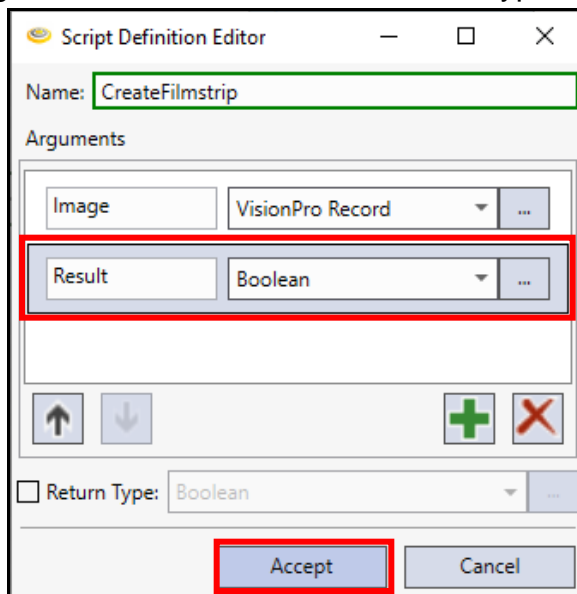 Script Definition Editor
Name: CreateFilmstrip
Arguments
Image VisionPro Record ...
Result Boolean ...
Return Type: Boolean ...
Accept Cancel